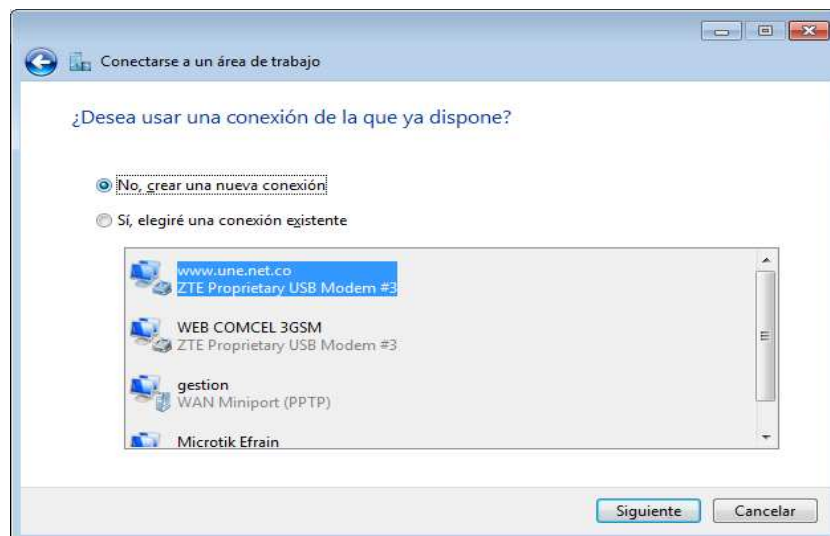 Conectarse a un área de trabajo
¿Desea usar una conexión de la que ya dispone?
No, crear una nueva conexión
Sí, elegiré una conexión existente
www.une.net.co
ZTE Proprietary USB Modem #3
WEB COMCEL 3GSM
ZTE Proprietary USB Modem #3
gestion
WAN Miniport (PPTP)
Microtik Efrain
Siguiente Cancelar